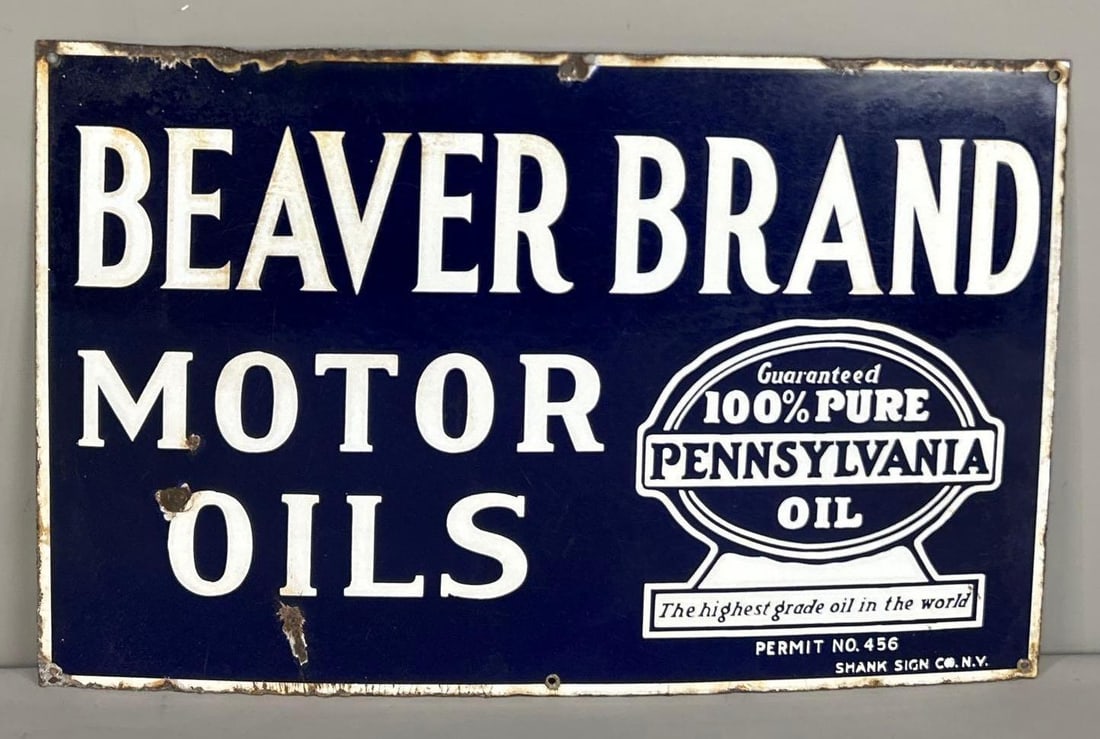 BEAVER BRAND
MOTOR
OILS
Guaranteed
100% PURE
PENNSYLVANIA
OIL
The highest grade oil in the world
PERMIT NO. 456
SHANK SIGN CO. N.Y.